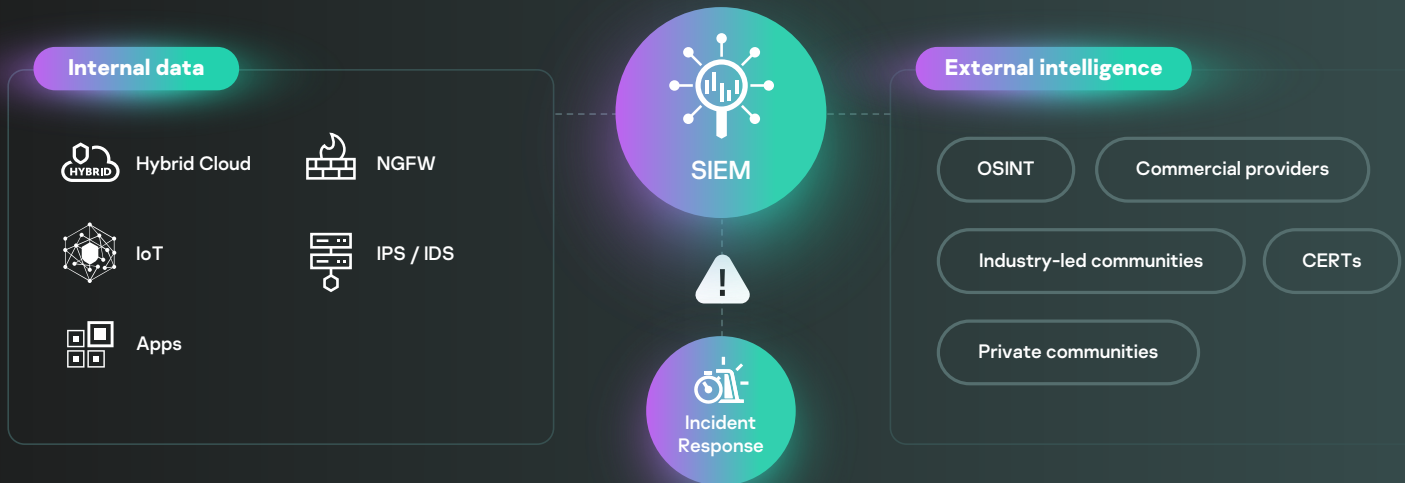 Internal data
HYBRID
Hybrid Cloud
NGFW
IoT
IPS / IDS
Apps
SIEM
!
Incident
Response
External intelligence
OSINT
Commercial providers
Industry-led communities
CERTs
Private communities